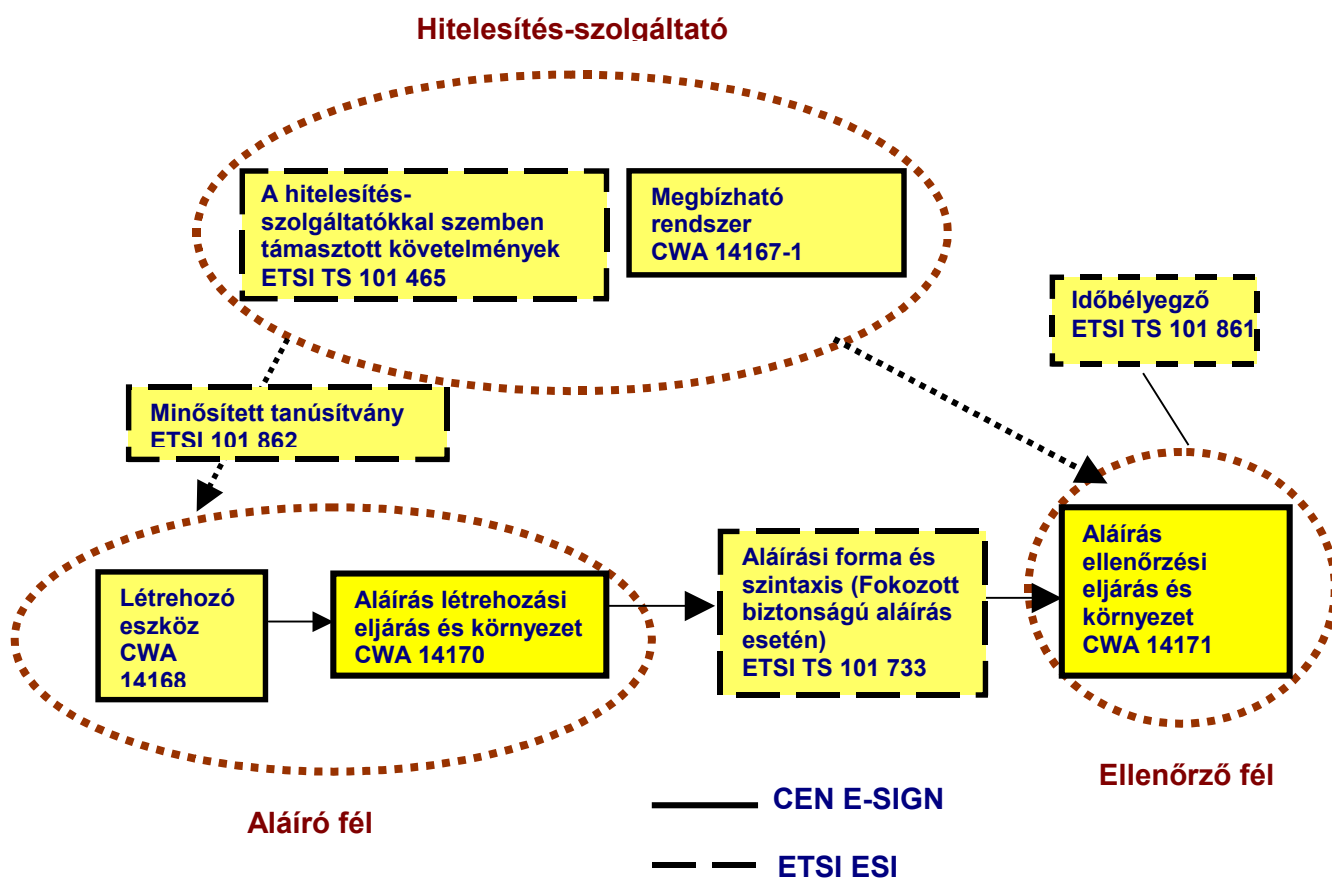 Hitelesítés-szolgáltató
A hitelesítés-
szolgáltatókkal szemben
támasztott követelmények
ETSI TS 101 465
Megbízható
rendszer
CWA 14167-1
Időbélyegző
ETSI TS 101 861
Minősített tanúsítvány
ETSI 101 862
Létrehozó
eszköz
CWA
14168
Aláírás létrehozási
eljárás és környezet
CWA 14170
Aláírási forma és
szintaxis (Fokozott
biztonságú aláírás
esetén)
ETSI TS 101 733
Aláírás
ellenőrzési
eljárás és
környezet
CWA 14171
Aláíró fél
Ellenőrző fél
CEN E-SIGN
ETSI ESI